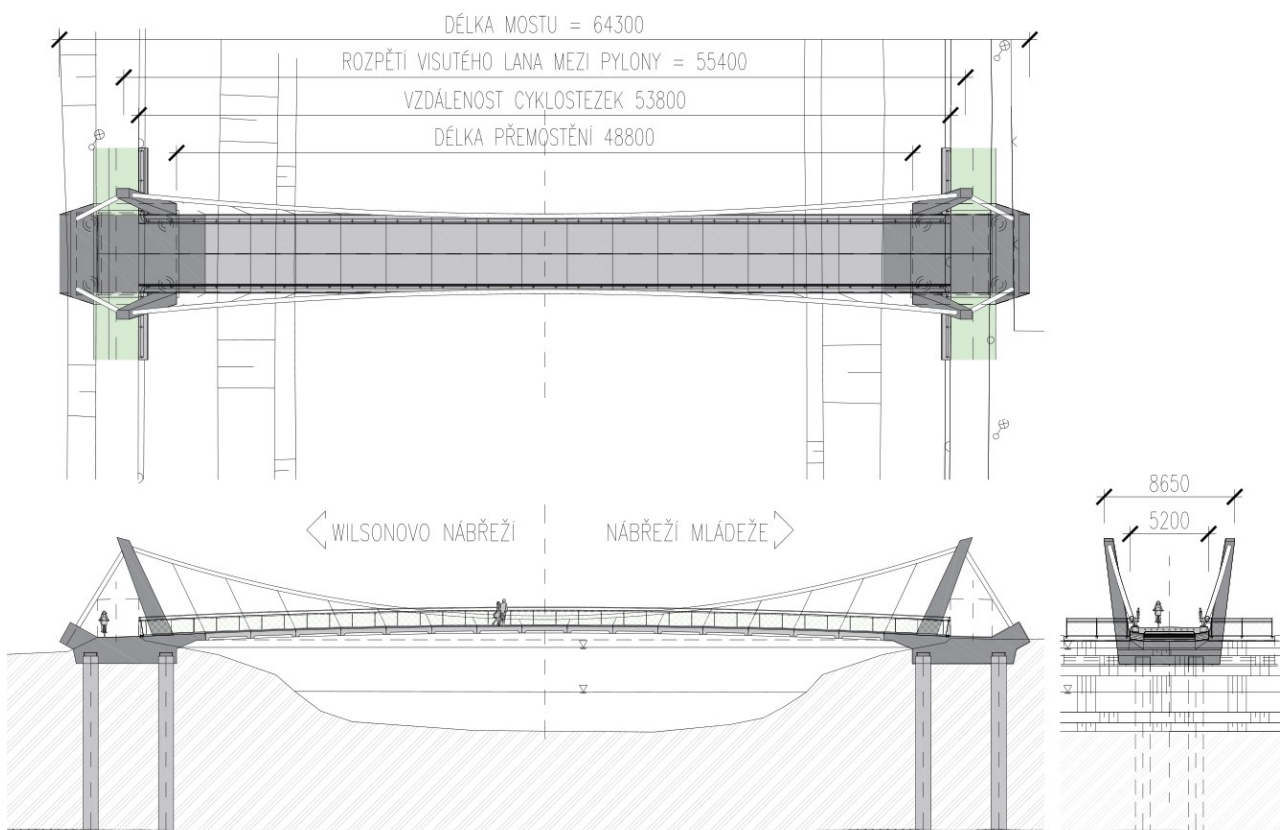 DÉLKA MOSTU = 64300
ROZPĚTÍ VISUTÉHO LANA MEZI PYLONY = 55400
VZDÁLENOST CYKLOSTEZEK 53800
DÉLKA PŘEMOSTĚNÍ 48800
WILSONOVO NÁBŘEŽÍ
NÁBŘEŽÍ MLÁDEŽE
8650
5200